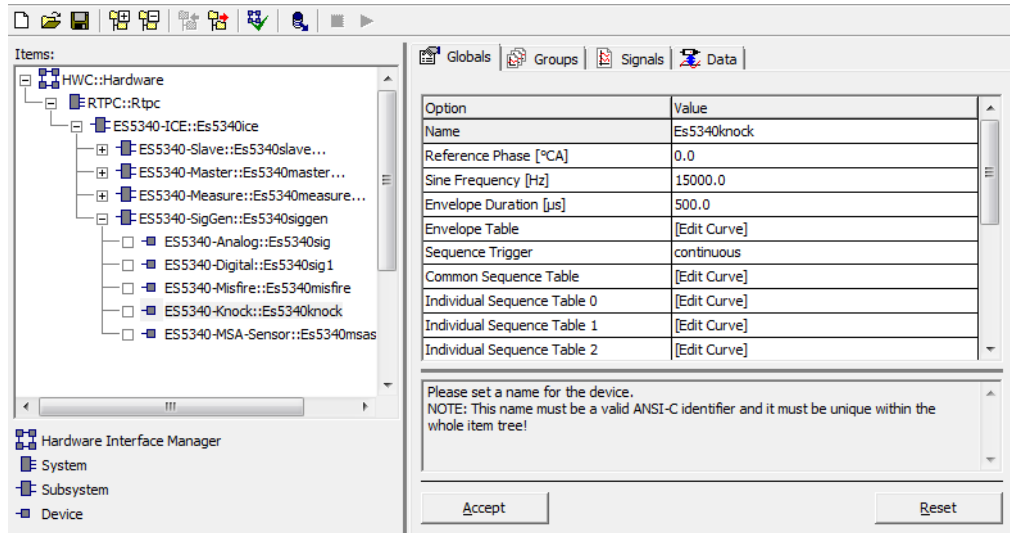 Items:
HWC::Hardware
RTPC::Rtpc
ES5340-ICE::Es5340ice
ES5340-Slave::Es5340slave...
ES5340-Master::Es5340master...
ES5340-Measure::Es5340measure...
ES5340-SigGen::Es5340siggen
ES5340-Analog::Es5340sig
ES5340-Digital::Es5340sig1
ES5340-Misfire::Es5340misfire
ES5340-Knock::Es5340knock
ES5340-MSA-Sensor::Es5340msas
Hardware Interface Manager
System
Subsystem
Device
Globals Groups Signals Data
Option Value
Name Es5340knock
Reference Phase [°CA] 0.0
Sine Frequency [Hz] 15000.0
Envelope Duration [µs] 500.0
Envelope Table [Edit Curve]
Sequence Trigger continuous
Common Sequence Table [Edit Curve]
Individual Sequence Table 0 [Edit Curve]
Individual Sequence Table 1 [Edit Curve]
Individual Sequence Table 2 [Edit Curve]
Please set a name for the device.
NOTE: This name must be a valid ANSI-C identifier and it must be unique within the
whole item tree!
Accept Reset